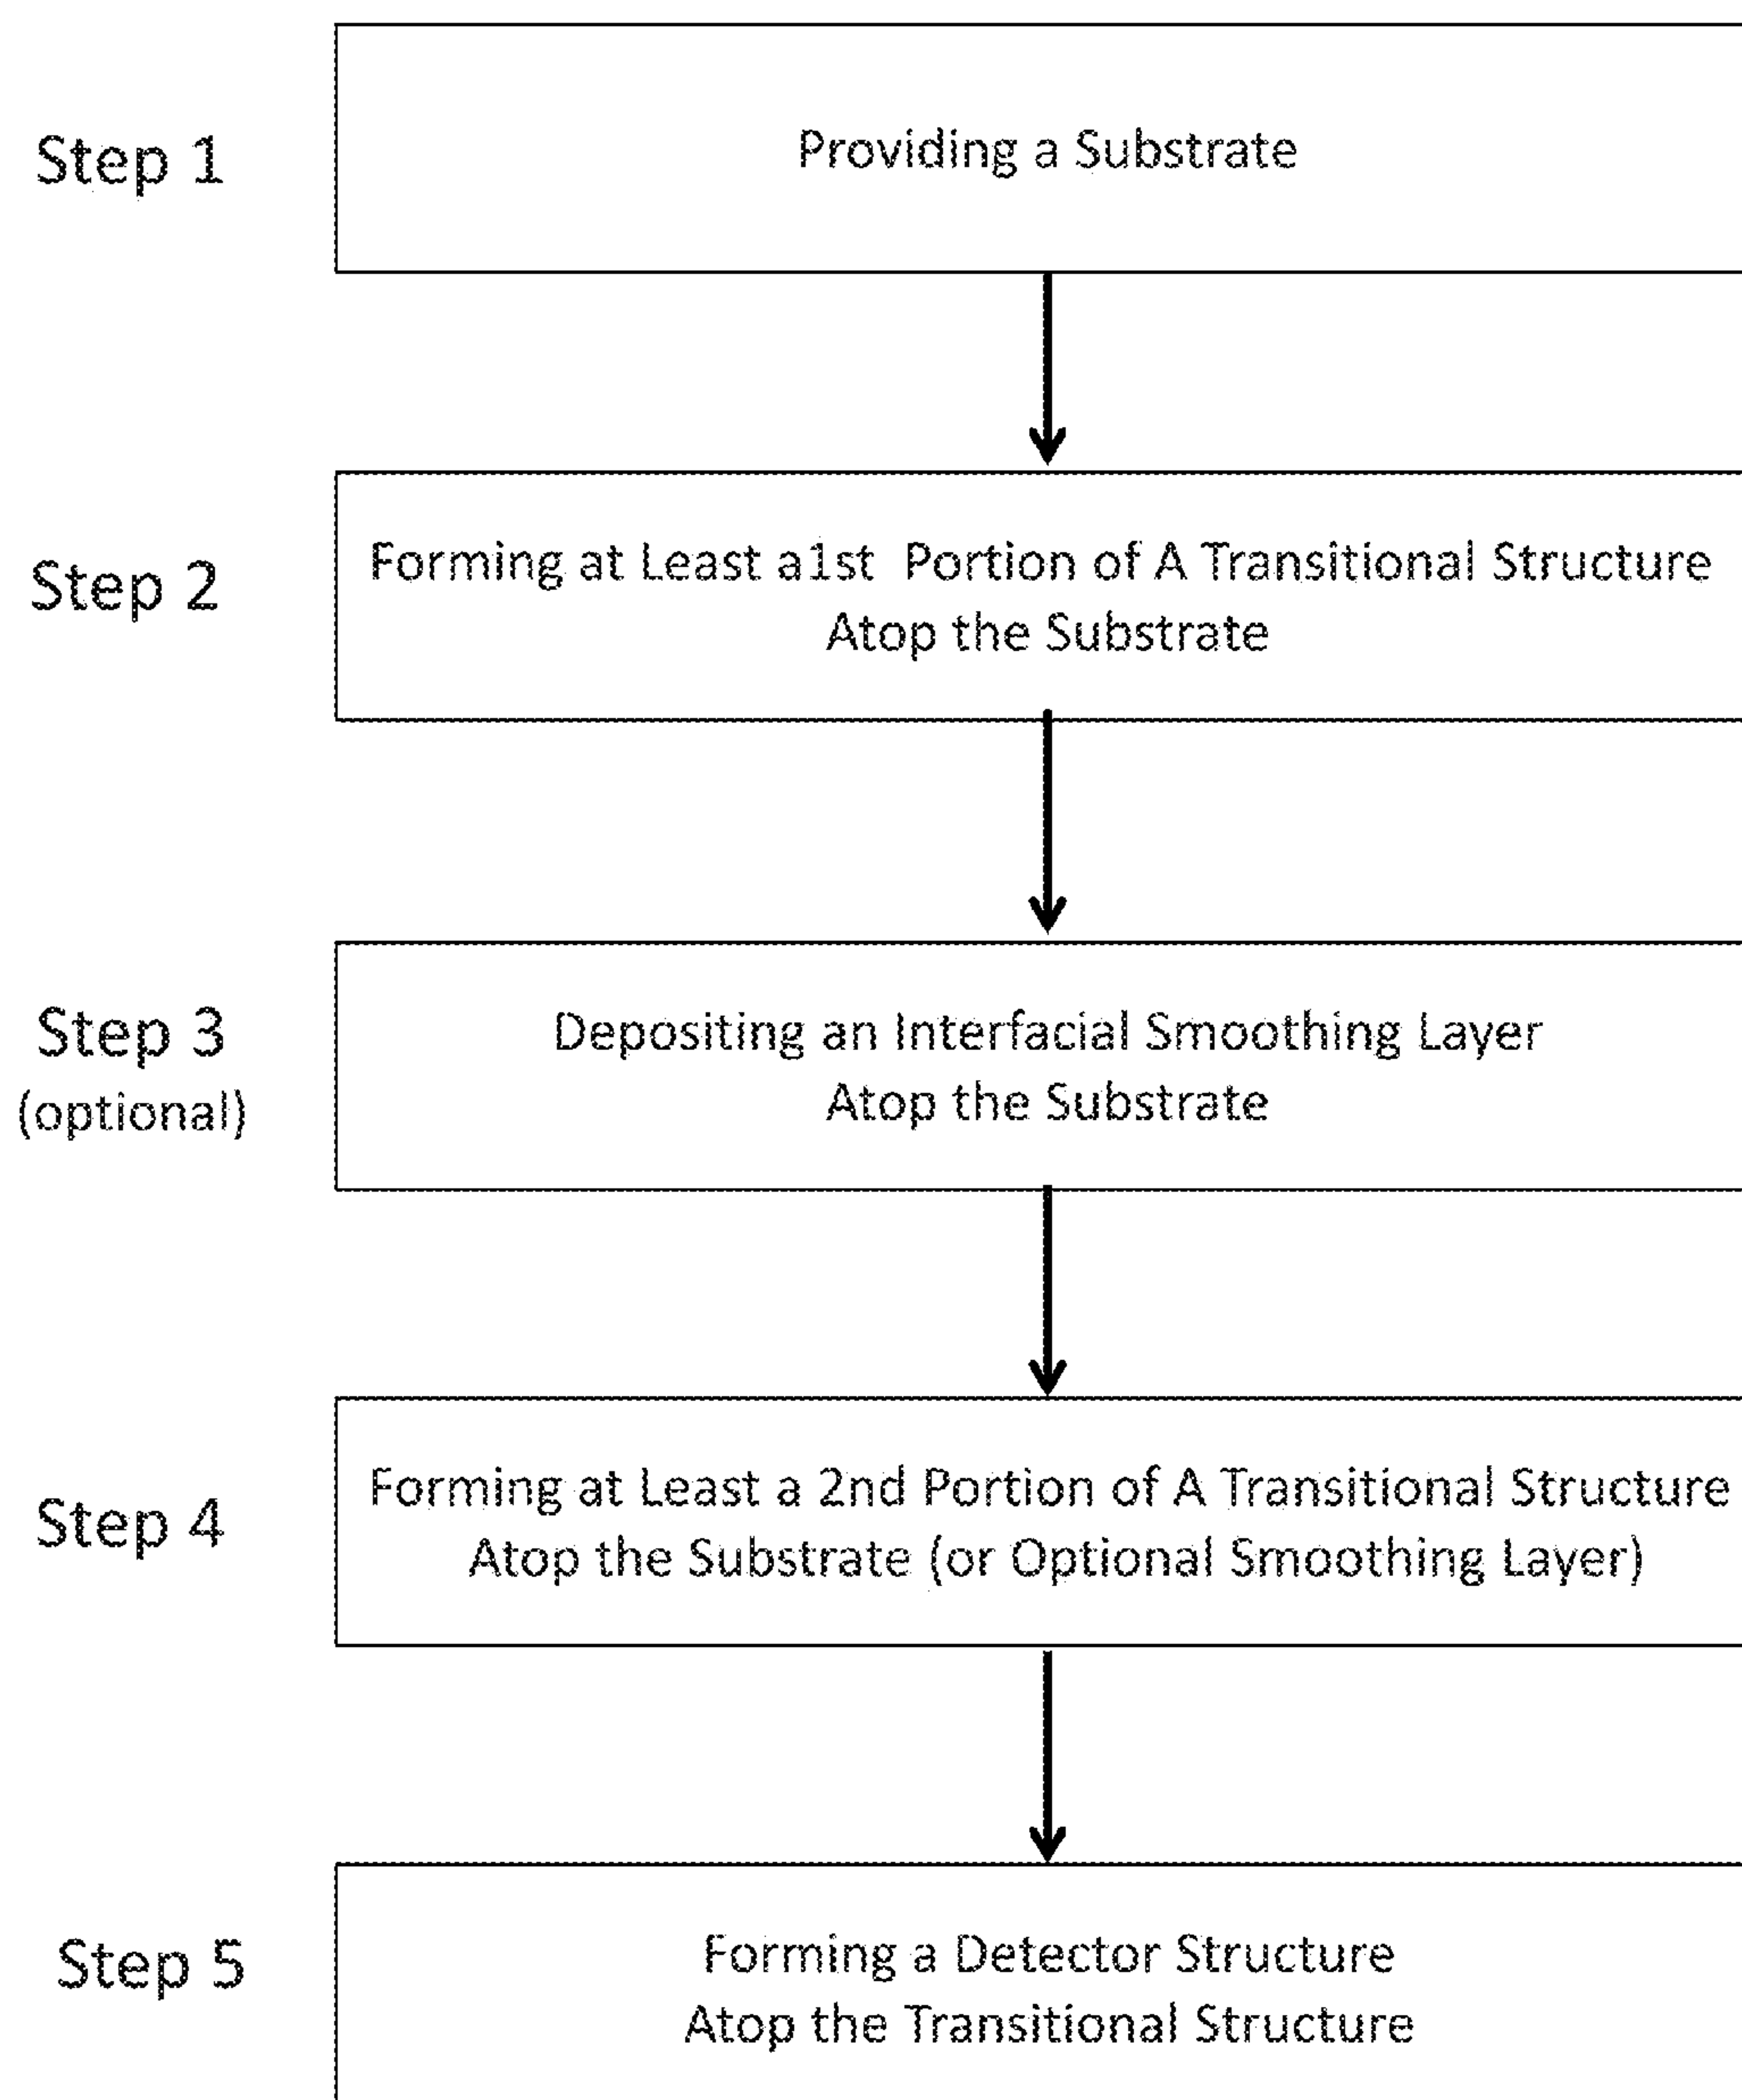 Step 1
Providing a Substrate
Step 2
Forming at Least a1st Portion of A Transitional Structure
Atop the Substrate
Step 3
(optional)
Depositing an Interfacial Smoothing Layer
Atop the Substrate
Step 4
Forming at Least a 2nd Portion of A Transitional Structure
Atop the Substrate (or Optional Smoothing Layer)
Step 5
Forming a Detector Structure
Atop the Transitional Structure